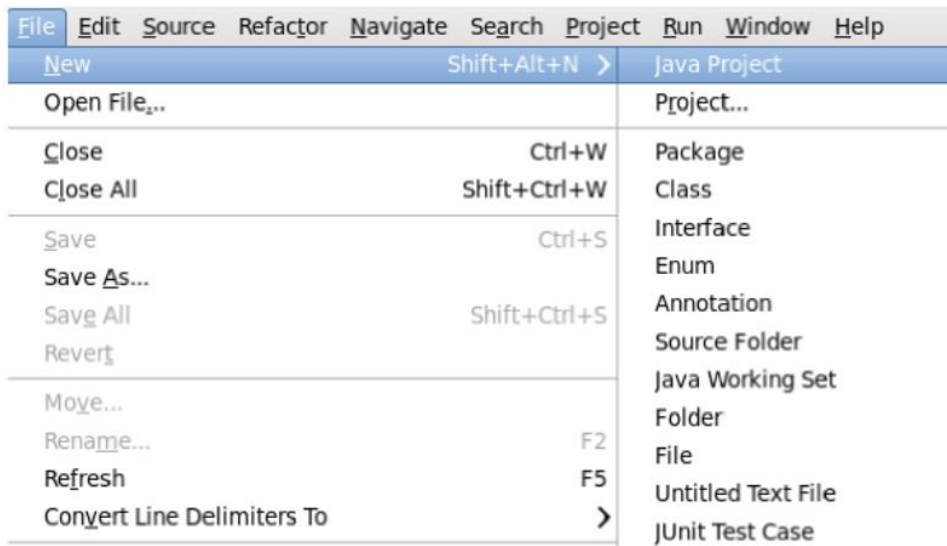 File Edit Source Refactor Navigate Search Project Run Window Help
New Shift+Alt+N
Open File...
Close Ctrl+W
Close All Shift+Ctrl+W
Save Ctrl+S
Save As...
Save All Shift+Ctrl+S
Revert
Move...
Rename... F2
Refresh F5
Convert Line Delimiters To
Java Project
Project...
Package
Class
Interface
Enum
Annotation
Source Folder
Java Working Set
Folder
File
Untitled Text File
JUnit Test Case